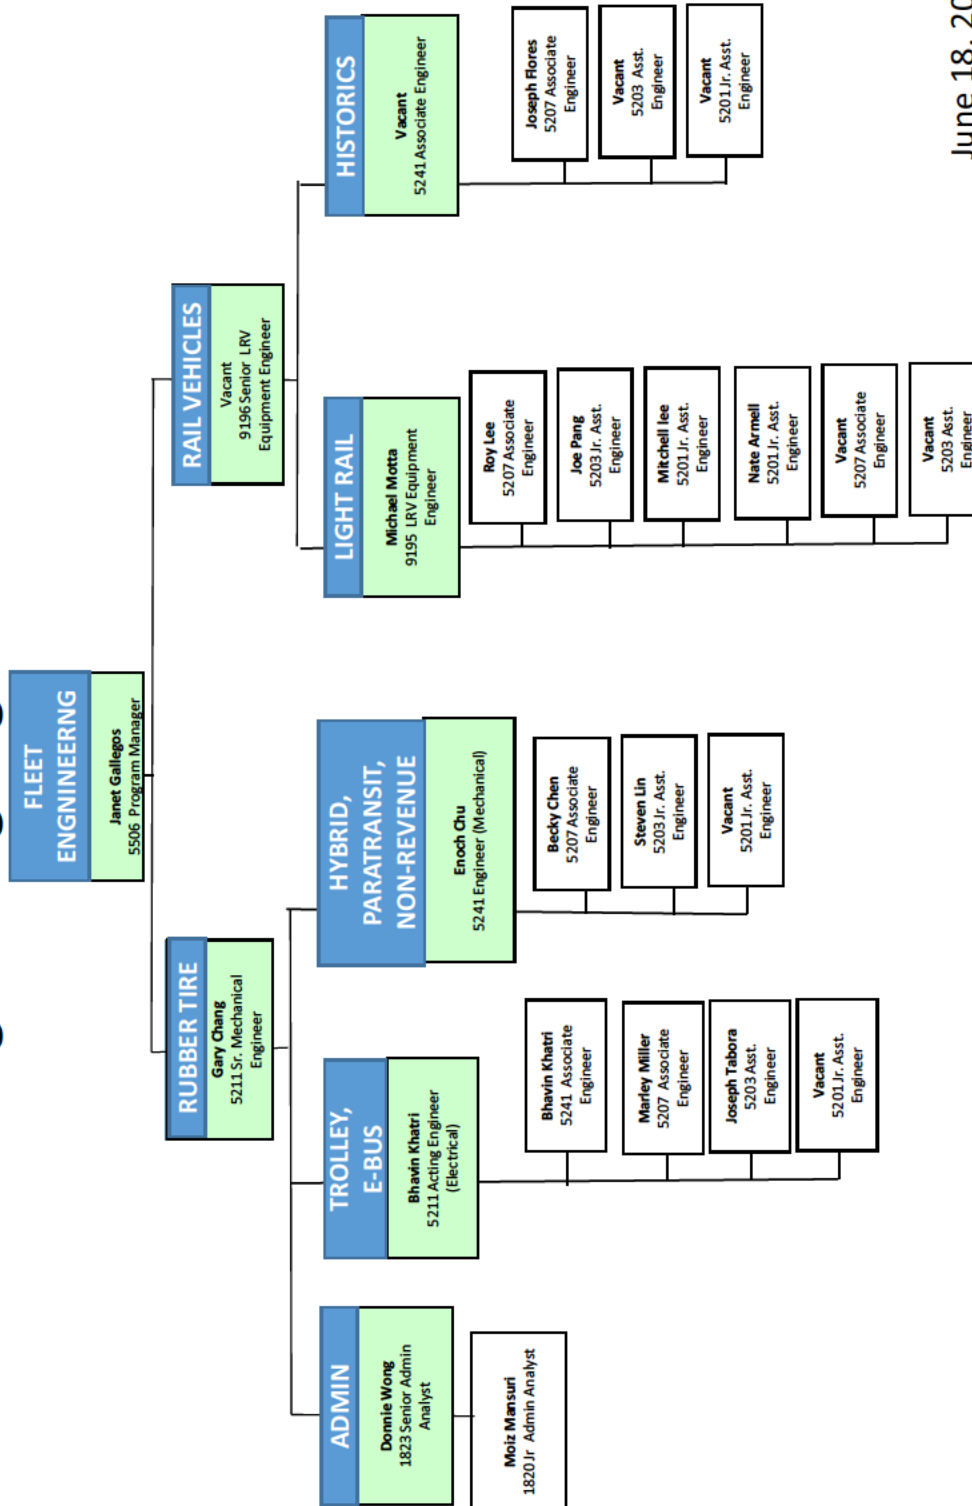 FLEET
ENGNINEERNG
Janet Gallegos
5506 Program Manager
RUBBER TIRE
Gary Chang
5211 Sr. Mechanical
Engineer
RAIL VEHICLES
Vacant
9196 Senior LRV
Equipment Engineer
ADMIN
Donnie Wong
1823 Senior Admin
Analyst
Moiz Mansuri
1820 Jr Admin Analyst
TROLLEY,
E-BUS
Bhavin Khatri
5211 Acting Engineer
(Electrical)
Bhavin Khatri
5241 Associate
Engineer
Marley Miller
5207 Associate
Engineer
Joseph Tabora
5203 Asst.
Engineer
Vacant
5201 Jr. Asst.
Engineer
HYBRID,
PARATRANSIT,
NON-REVENUE
Enoch Chu
5241 Engineer (Mechanical)
Becky Chen
5207 Associate
Engineer
Steven Lin
5203 Jr. Asst.
Engineer
Vacant
5201 Jr. Asst.
Engineer
LIGHT RAIL
Michael Motta
9195 LRV Equipment
Engineer
Roy Lee
5207 Associate
Engineer
Joe Pang
5203 Jr. Asst.
Engineer
Mitchell lee
5201 Jr. Asst.
Engineer
Nate Armell
5201 Jr. Asst.
Engineer
Vacant
5207 Associate
Engineer
Vacant
5203 Asst.
Engineer
HISTORICS
Vacant
5241 Associate Engineer
Joseph Flores
5207 Associate
Engineer
Vacant
5203 Asst.
Engineer
Vacant
5201 Jr. Asst.
Engineer
June 18, 20